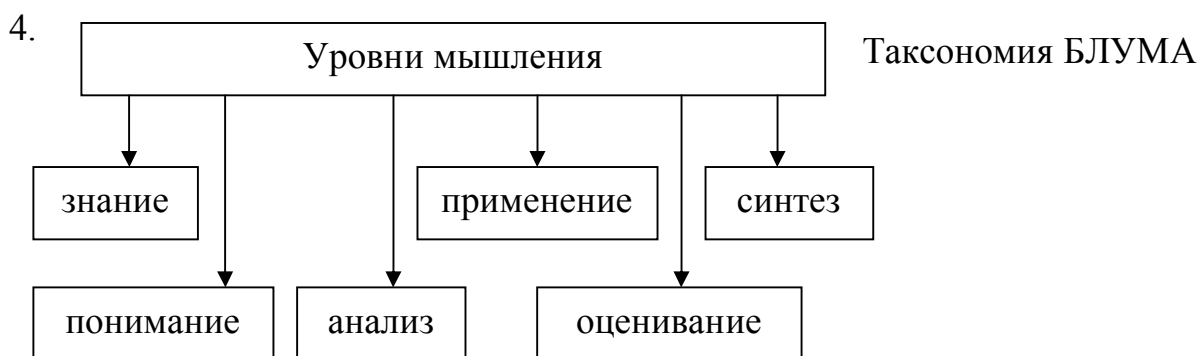 4.
Уровни мышления
Таксономия БЛУМА
знание
применение
синтез
понимание
анализ
оценивание